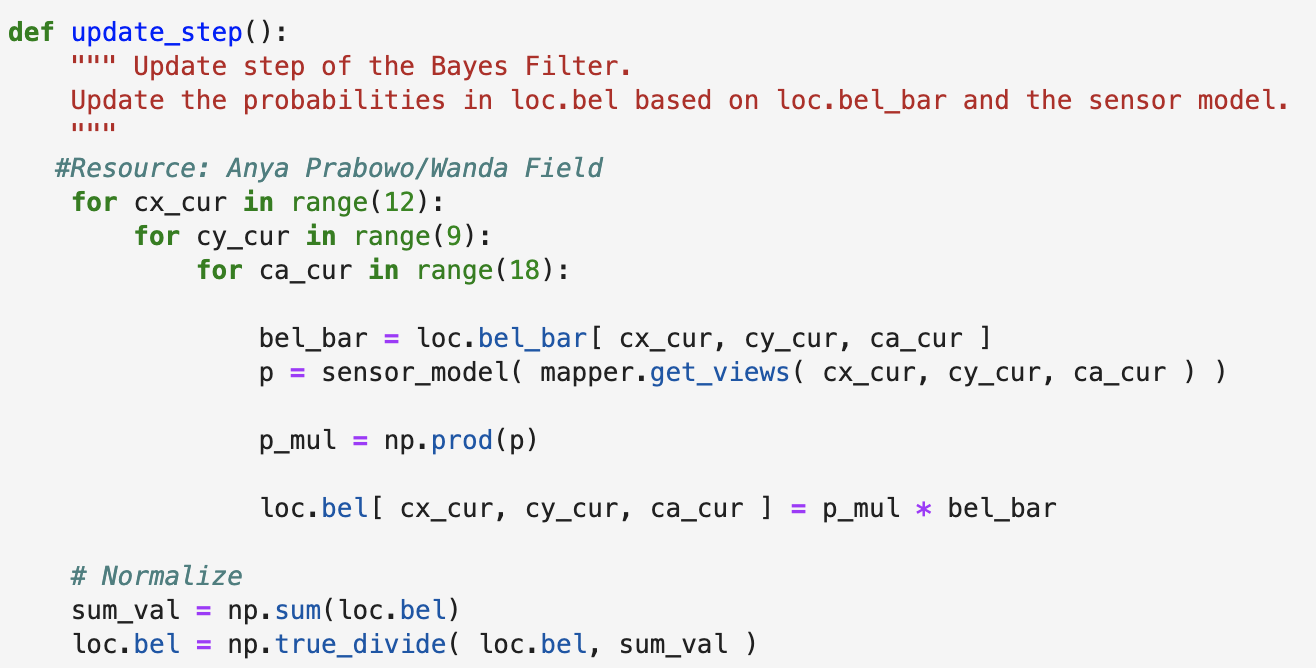 def update_step():
    """ Update step of the Bayes Filter.
    Update the probabilities in loc.bel based on loc.bel_bar and the sensor model.
    """
   #Resource: Anya Prabowo/Wanda Field
    for cx_cur in range(12):
        for cy_cur in range(9):
            for ca_cur in range(18):
                bel_bar = loc.bel_bar[ cx_cur, cy_cur, ca_cur ]
                p = sensor_model( mapper.get_views( cx_cur, cy_cur, ca_cur ) )
                p_mul = np.prod(p)
                loc.bel[ cx_cur, cy_cur, ca_cur ] = p_mul * bel_bar
    # Normalize
    sum_val = np.sum(loc.bel)
    loc.bel = np.true_divide( loc.bel, sum_val )